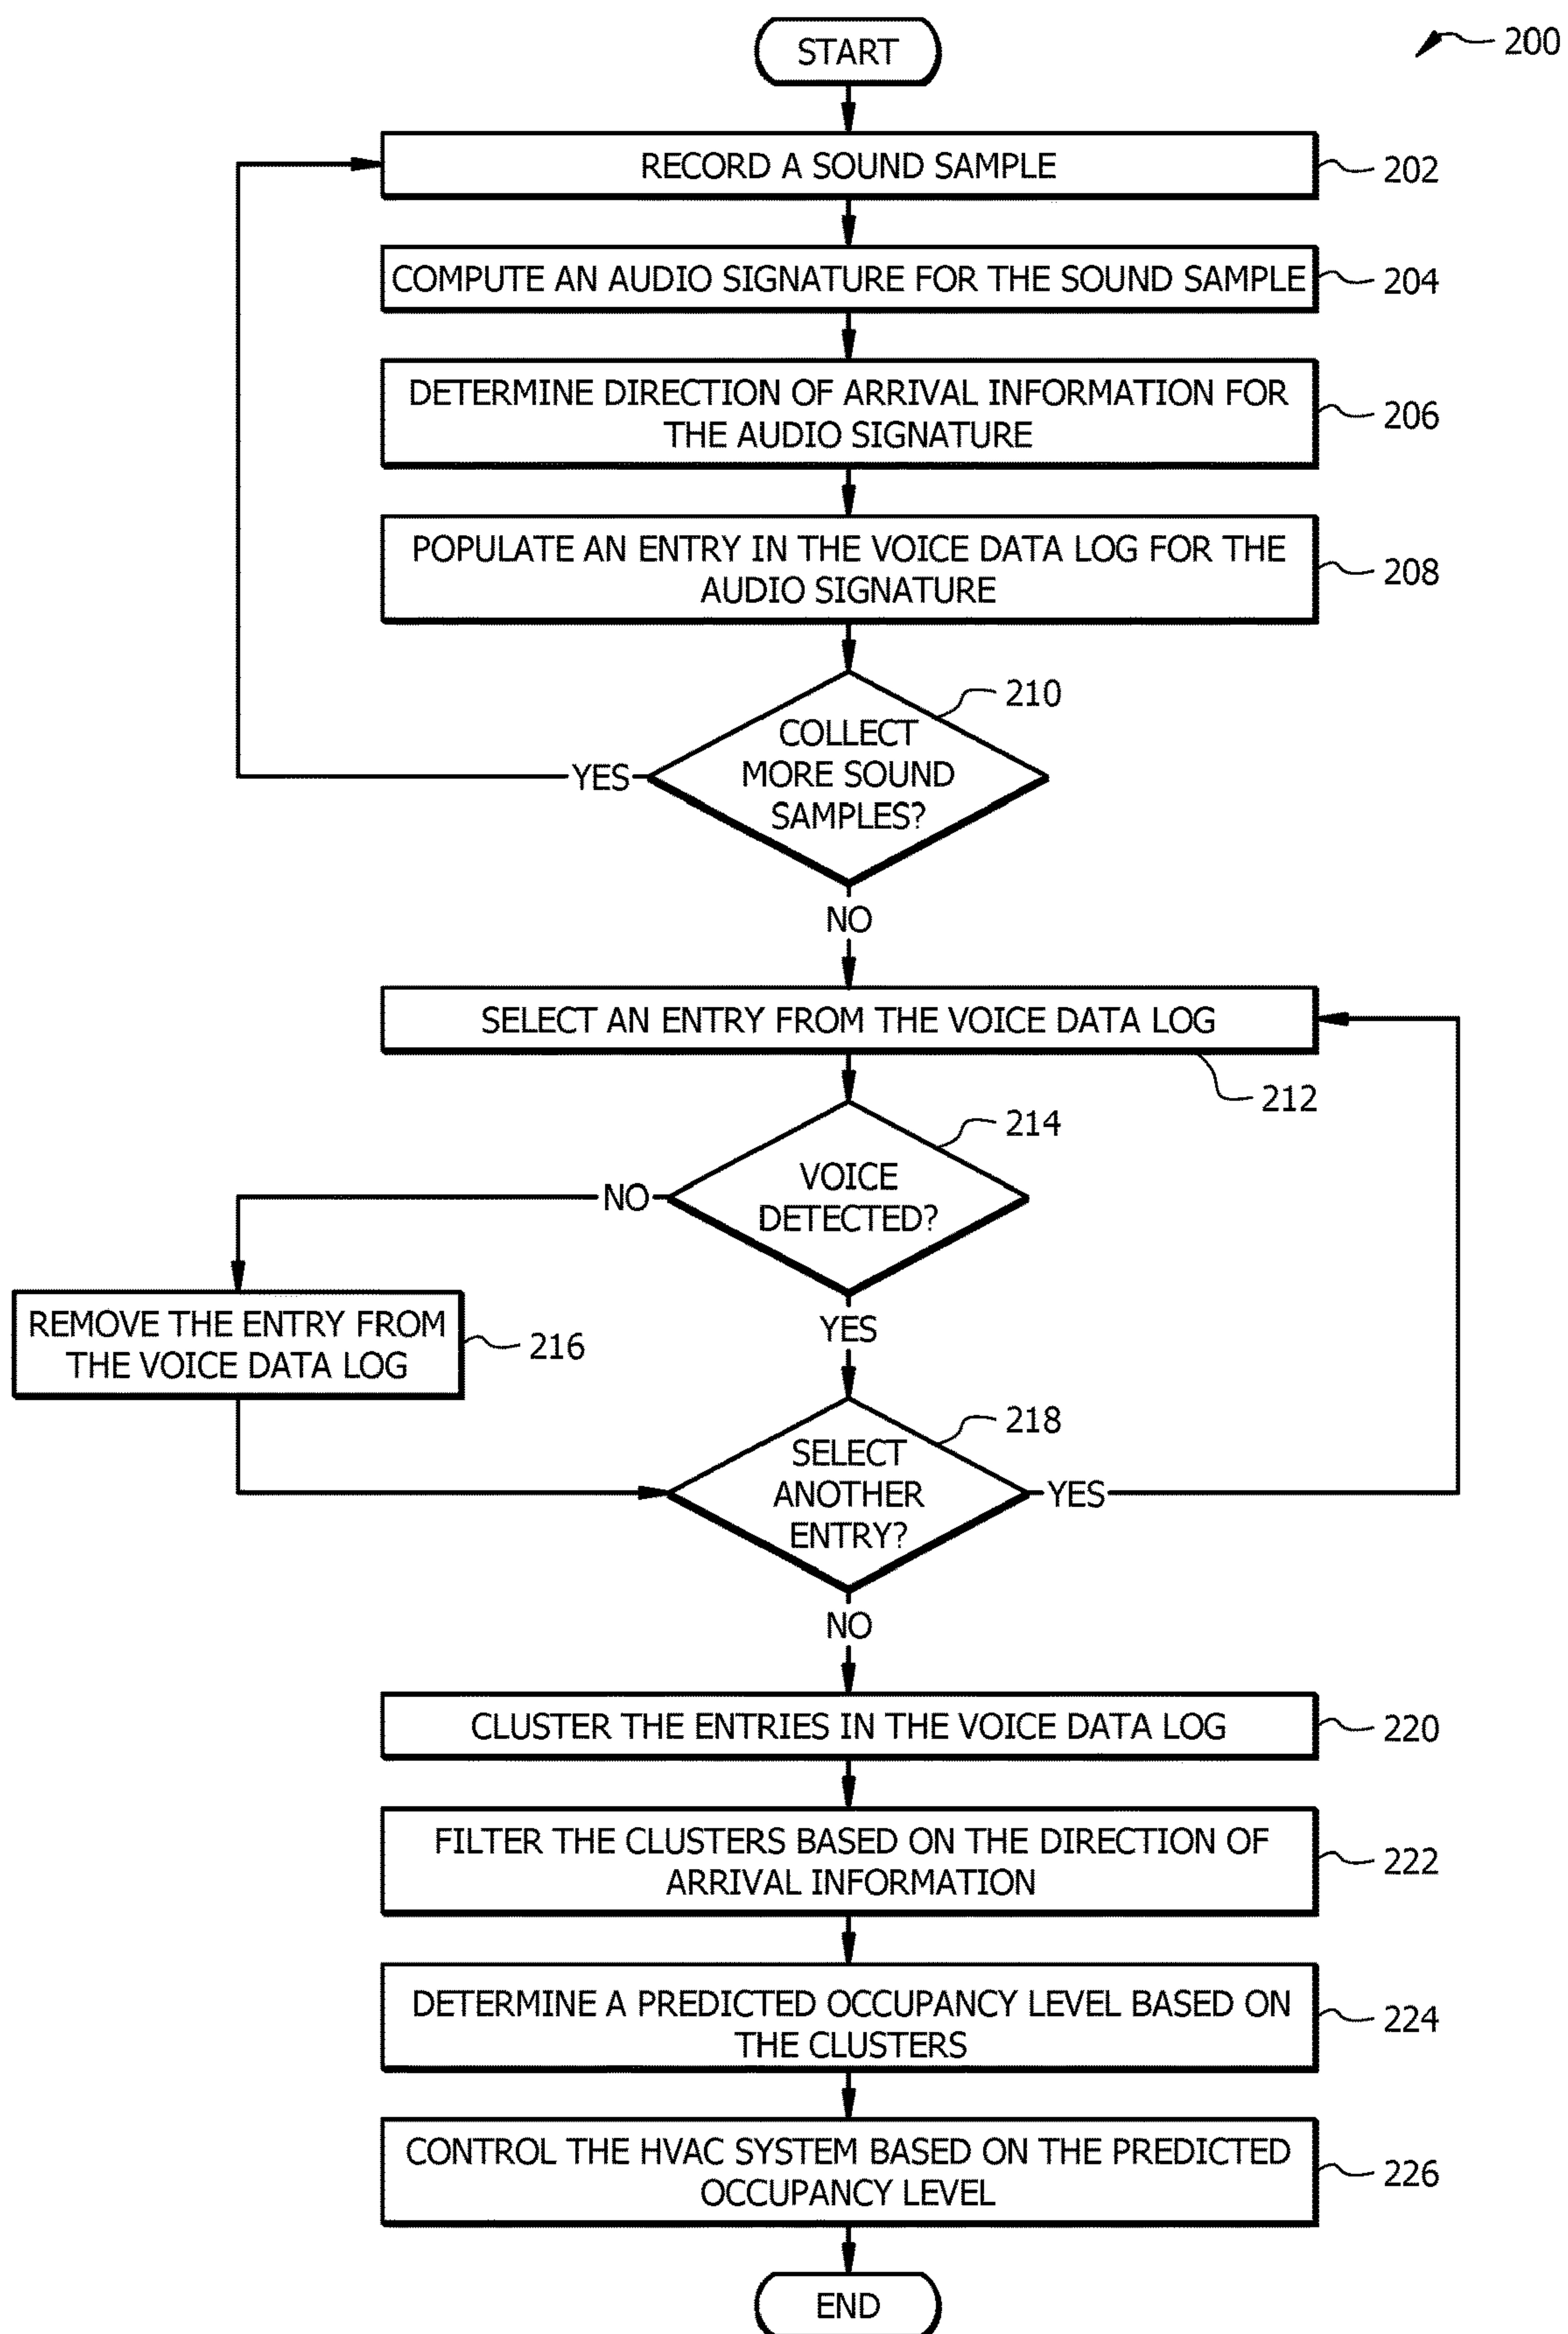 START
200
RECORD A SOUND SAMPLE
202
COMPUTE AN AUDIO SIGNATURE FOR THE SOUND SAMPLE
204
DETERMINE DIRECTION OF ARRIVAL INFORMATION FOR
THE AUDIO SIGNATURE
206
POPULATE AN ENTRY IN THE VOICE DATA LOG FOR THE
AUDIO SIGNATURE
208
210
COLLECT
MORE SOUND
SAMPLES?
YES
NO
SELECT AN ENTRY FROM THE VOICE DATA LOG
212
214
VOICE
DETECTED?
NO
YES
REMOVE THE ENTRY FROM
THE VOICE DATA LOG
216
218
SELECT
ANOTHER
ENTRY?
YES
NO
CLUSTER THE ENTRIES IN THE VOICE DATA LOG
220
FILTER THE CLUSTERS BASED ON THE DIRECTION OF
ARRIVAL INFORMATION
222
DETERMINE A PREDICTED OCCUPANCY LEVEL BASED ON
THE CLUSTERS
224
CONTROL THE HVAC SYSTEM BASED ON THE PREDICTED
OCCUPANCY LEVEL
226
END